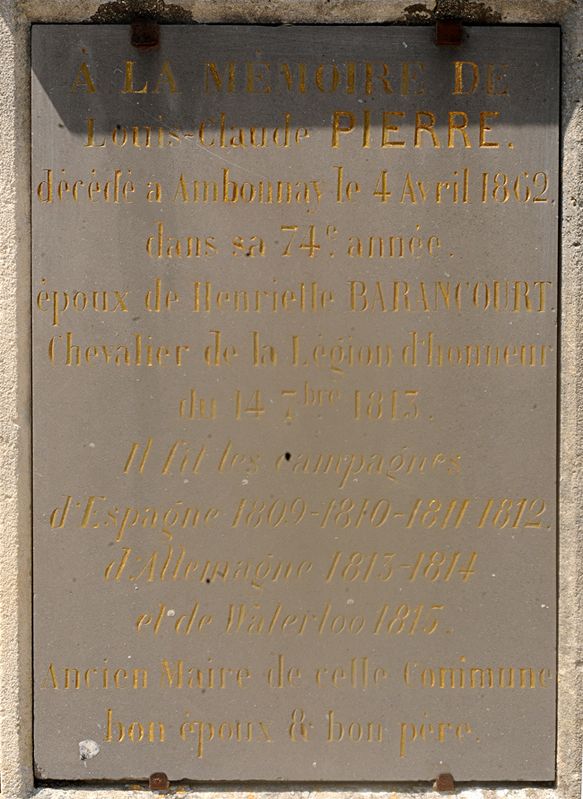 À LA MÉMOIRE DE
Louis-Claude PIERRE.
décédé a Ambonnay le 4 Avril 1862.
dans sa 74e. année.
époux de Henriette BARANCOURT.
Chevalier de la Légion d'honneur
du 14 7bre 1813.
Il fit les campagnes
d'Espagne 1809-1810-1811 1812.
d'Allemagne 1813-1814
et de Waterloo 1815.
Ancien Maire de cette Commune
bon époux & bon père.